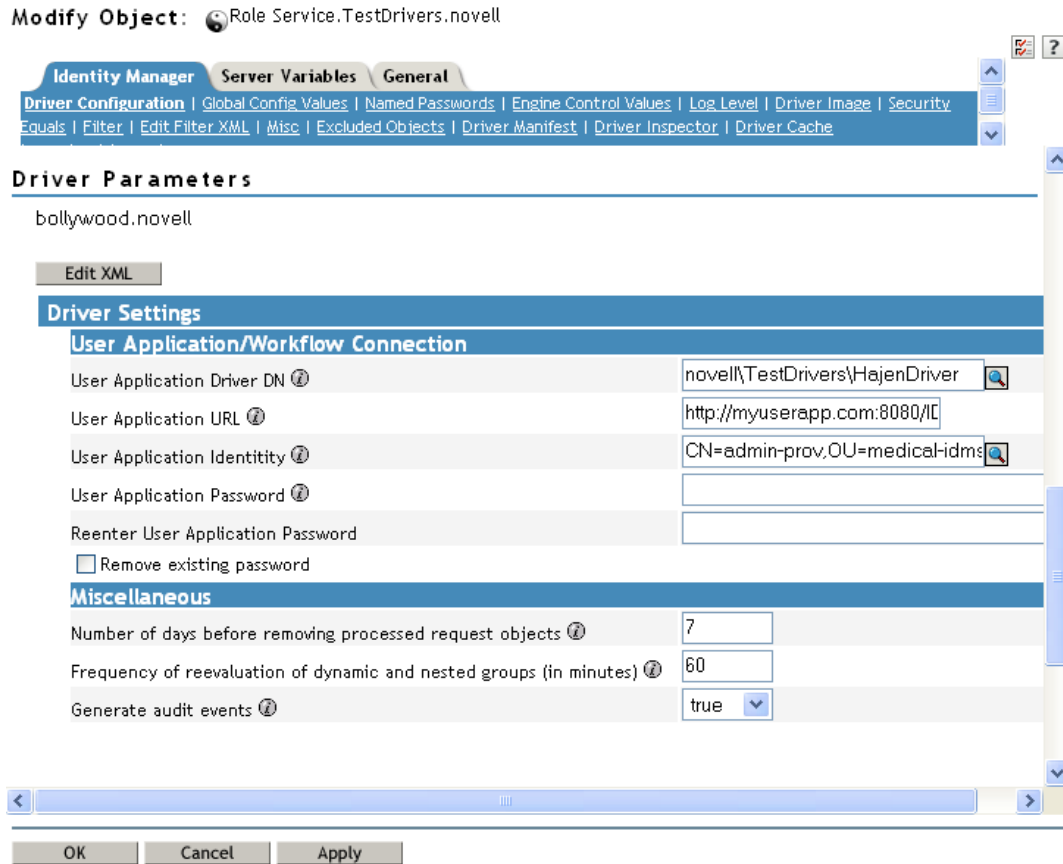 Modify Object: Role Service.TestDrivers.novell
?
Identity Manager Server Variables General
Driver Configuration | Global Config Values | Named Passwords | Engine Control Values | Log Level | Driver Image | Security
Equals | Filter | Edit Filter XML | Misc | Excluded Objects | Driver Manifest | Driver Inspector | Driver Cache
Driver Parameters
bollywood.novell
Edit XML
Driver Settings
User Application/Workflow Connection
User Application Driver DN novell\TestDrivers\HajenDriver
User Application URL http://myuserapp.com:8080/ID
User Application Identitity CN=admin-prov,OU=medical-idms
User Application Password
Reenter User Application Password
Remove existing password
Miscellaneous
Number of days before removing processed request objects 7
Frequency of reevaluation of dynamic and nested groups (in minutes) 60
Generate audit events true
OK Cancel Apply